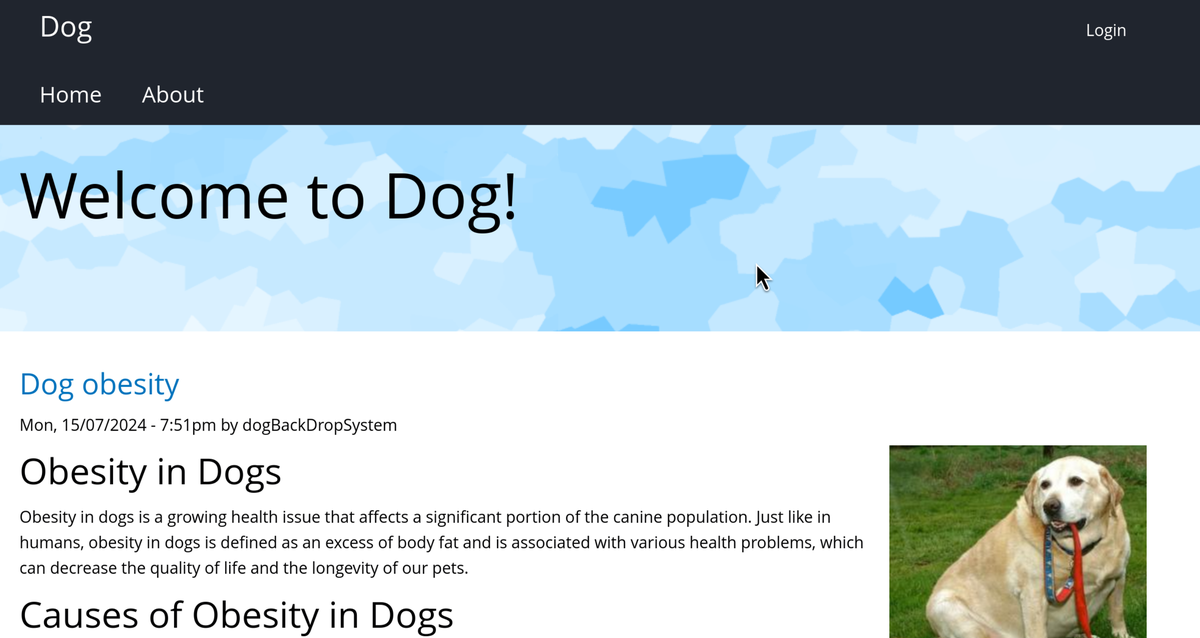 Dog
Login
Home About
Welcome to Dog!
Dog obesity
Mon, 15/07/2024 - 7:51pm by dogBackDropSystem
Obesity in Dogs
Obesity in dogs is a growing health issue that affects a significant portion of the canine population. Just like in
humans, obesity in dogs is defined as an excess of body fat and is associated with various health problems, which
can decrease the quality of life and the longevity of our pets.
Causes of Obesity in Dogs